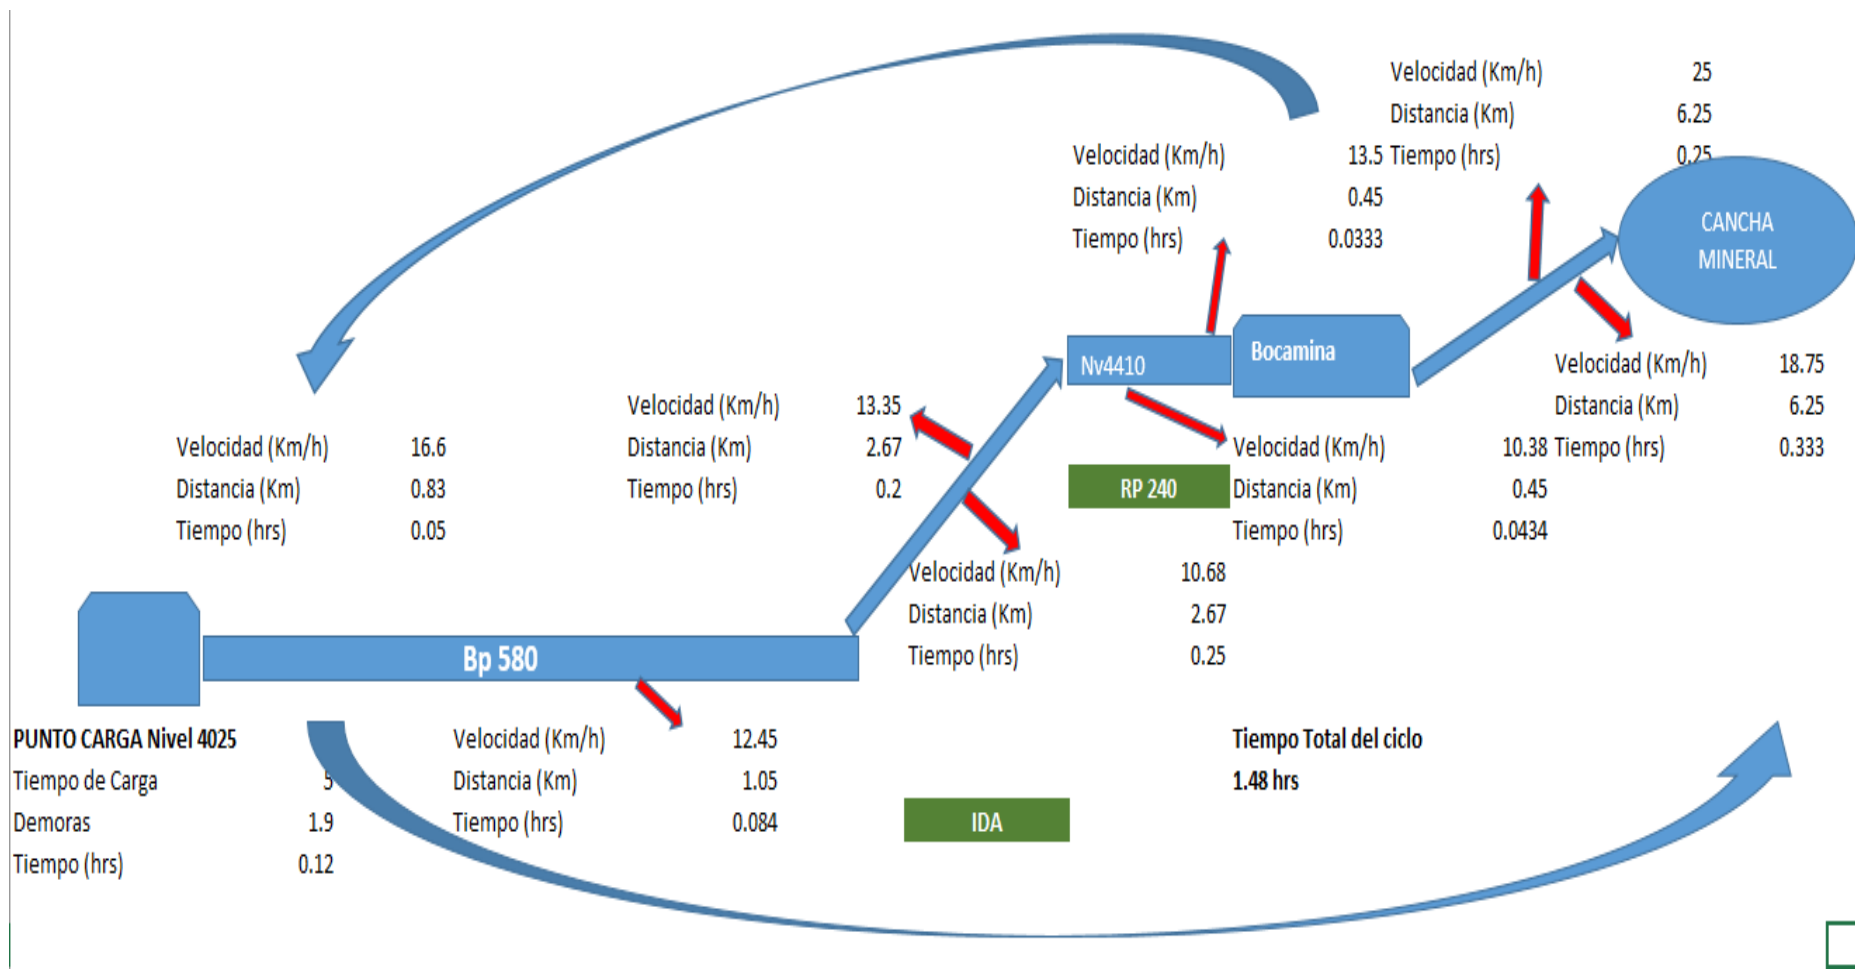 Velocidad (Km/h) 25
Distancia (Km) 6.25
Tiempo (hrs) 0.25
Velocidad (Km/h) 13.5
Distancia (Km) 0.45
Tiempo (hrs) 0.0333
CANCHA
MINERAL
Nv4410
Bocamina
Velocidad (Km/h) 18.75
Distancia (Km) 6.25
Tiempo (hrs) 0.333
Velocidad (Km/h) 16.6
Distancia (Km) 0.83
Tiempo (hrs) 0.05
Velocidad (Km/h) 13.35
Distancia (Km) 2.67
Tiempo (hrs) 0.2
RP 240
Velocidad (Km/h) 10.38
Distancia (Km) 0.45
Tiempo (hrs) 0.0434
Velocidad (Km/h) 10.68
Distancia (Km) 2.67
Tiempo (hrs) 0.25
Bp 580
PUNTO CARGA Nivel 4025
Tiempo de Carga 5
Demoras 1.9
Tiempo (hrs) 0.12
Velocidad (Km/h) 12.45
Distancia (Km) 1.05
Tiempo (hrs) 0.084
IDA
Tiempo Total del ciclo
1.48 hrs